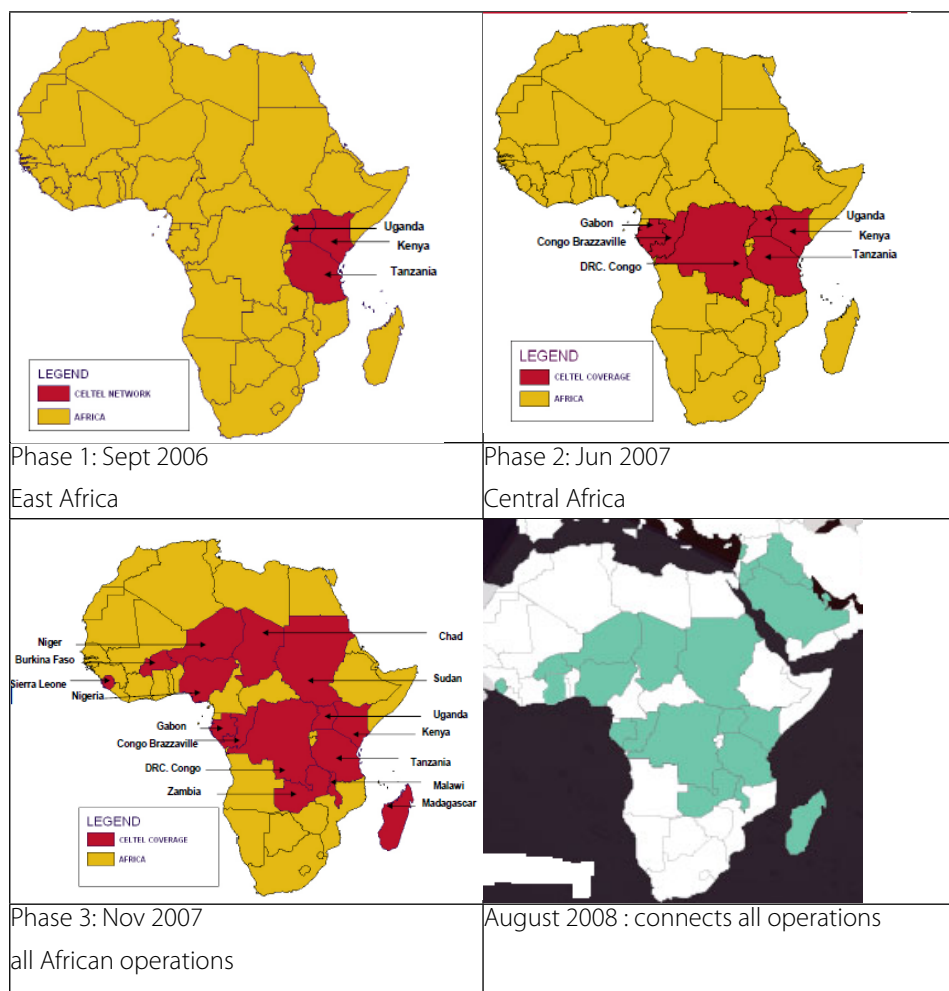 Uganda
Kenya
Tanzania
LEGEND
CELTEL NETWORK
AFRICA
Phase 1: Sept 2006
East Africa
Gabon
Congo Brazzaville
DRC. Congo
Uganda
Kenya
Tanzania
LEGEND
CELTEL COVERAGE
AFRICA
Phase 2: Jun 2007
Central Africa
Niger
Burkina Faso
Sierra Leone
Nigeria
Gabon
Congo Brazzaville
DRC. Congo
Zambia
Chad
Sudan
Uganda
Kenya
Tanzania
Malawi
Madagascar
LEGEND
CELTEL COVERAGE
AFRICA
Phase 3: Nov 2007
all African operations
August 2008 : connects all operations